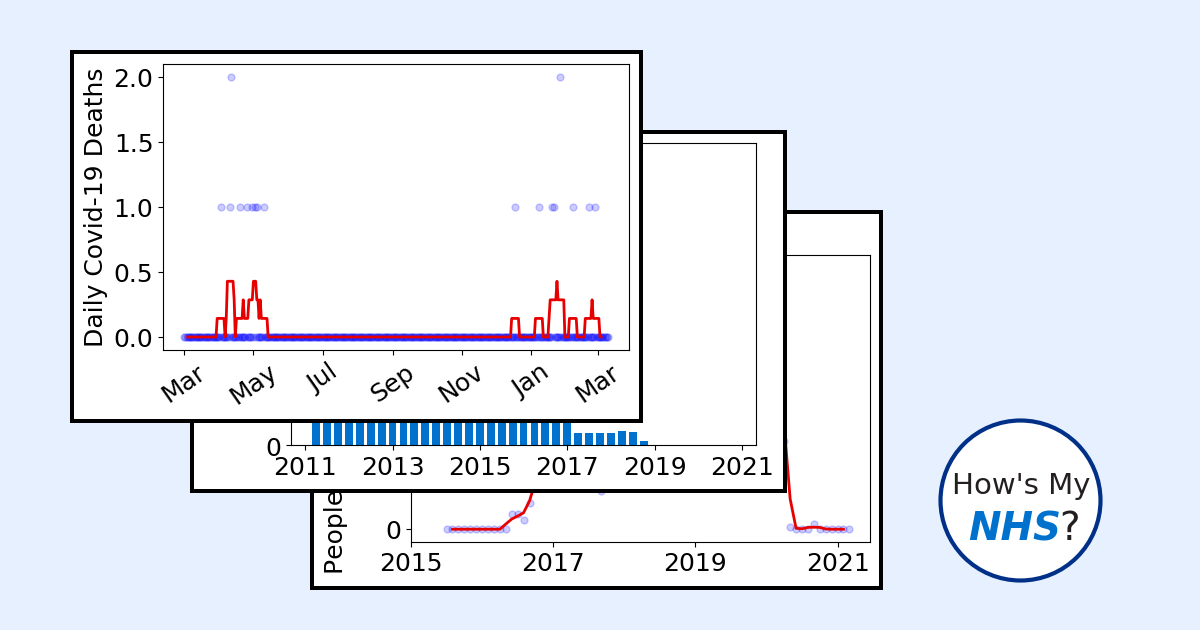 Daily Covid-19 Deaths
2.0
1.5
1.0
0.5
0.0
Mar May Jul Sep Nov Jan Mar
0
2011 2013 2015 2017 2019 2021
People
0
2015 2017 2019 2021
How's My
NHS?